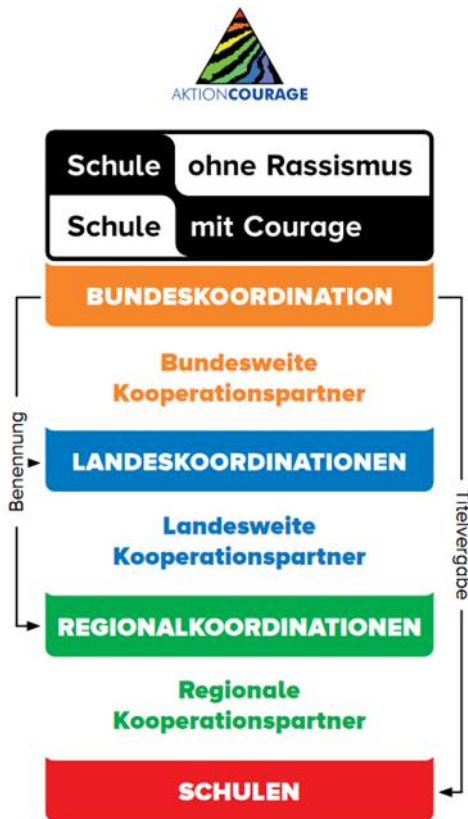 AKTIONCOURAGE
Schule ohne Rassismus
Schule mit Courage
BUNDESKOORDINATION
Bundesweite
Kooperationspartner
Benennung
LANDESKOORDINATIONEN
Titelvergabe
Landesweite
Kooperationspartner
REGIONALKOORDINATIONEN
Regionale
Kooperationspartner
SCHULEN